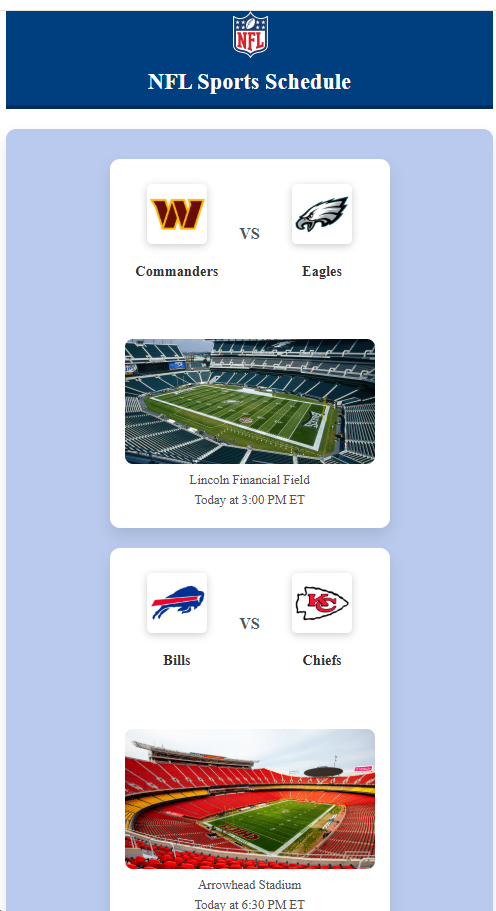 NFL
NFL Sports Schedule
W
VS
Commanders
Eagles
Lincoln Financial Field
Today at 3:00 PM ET
VS
KC
Bills
Chiefs
Arrowhead Stadium
Today at 6:30 PM ET